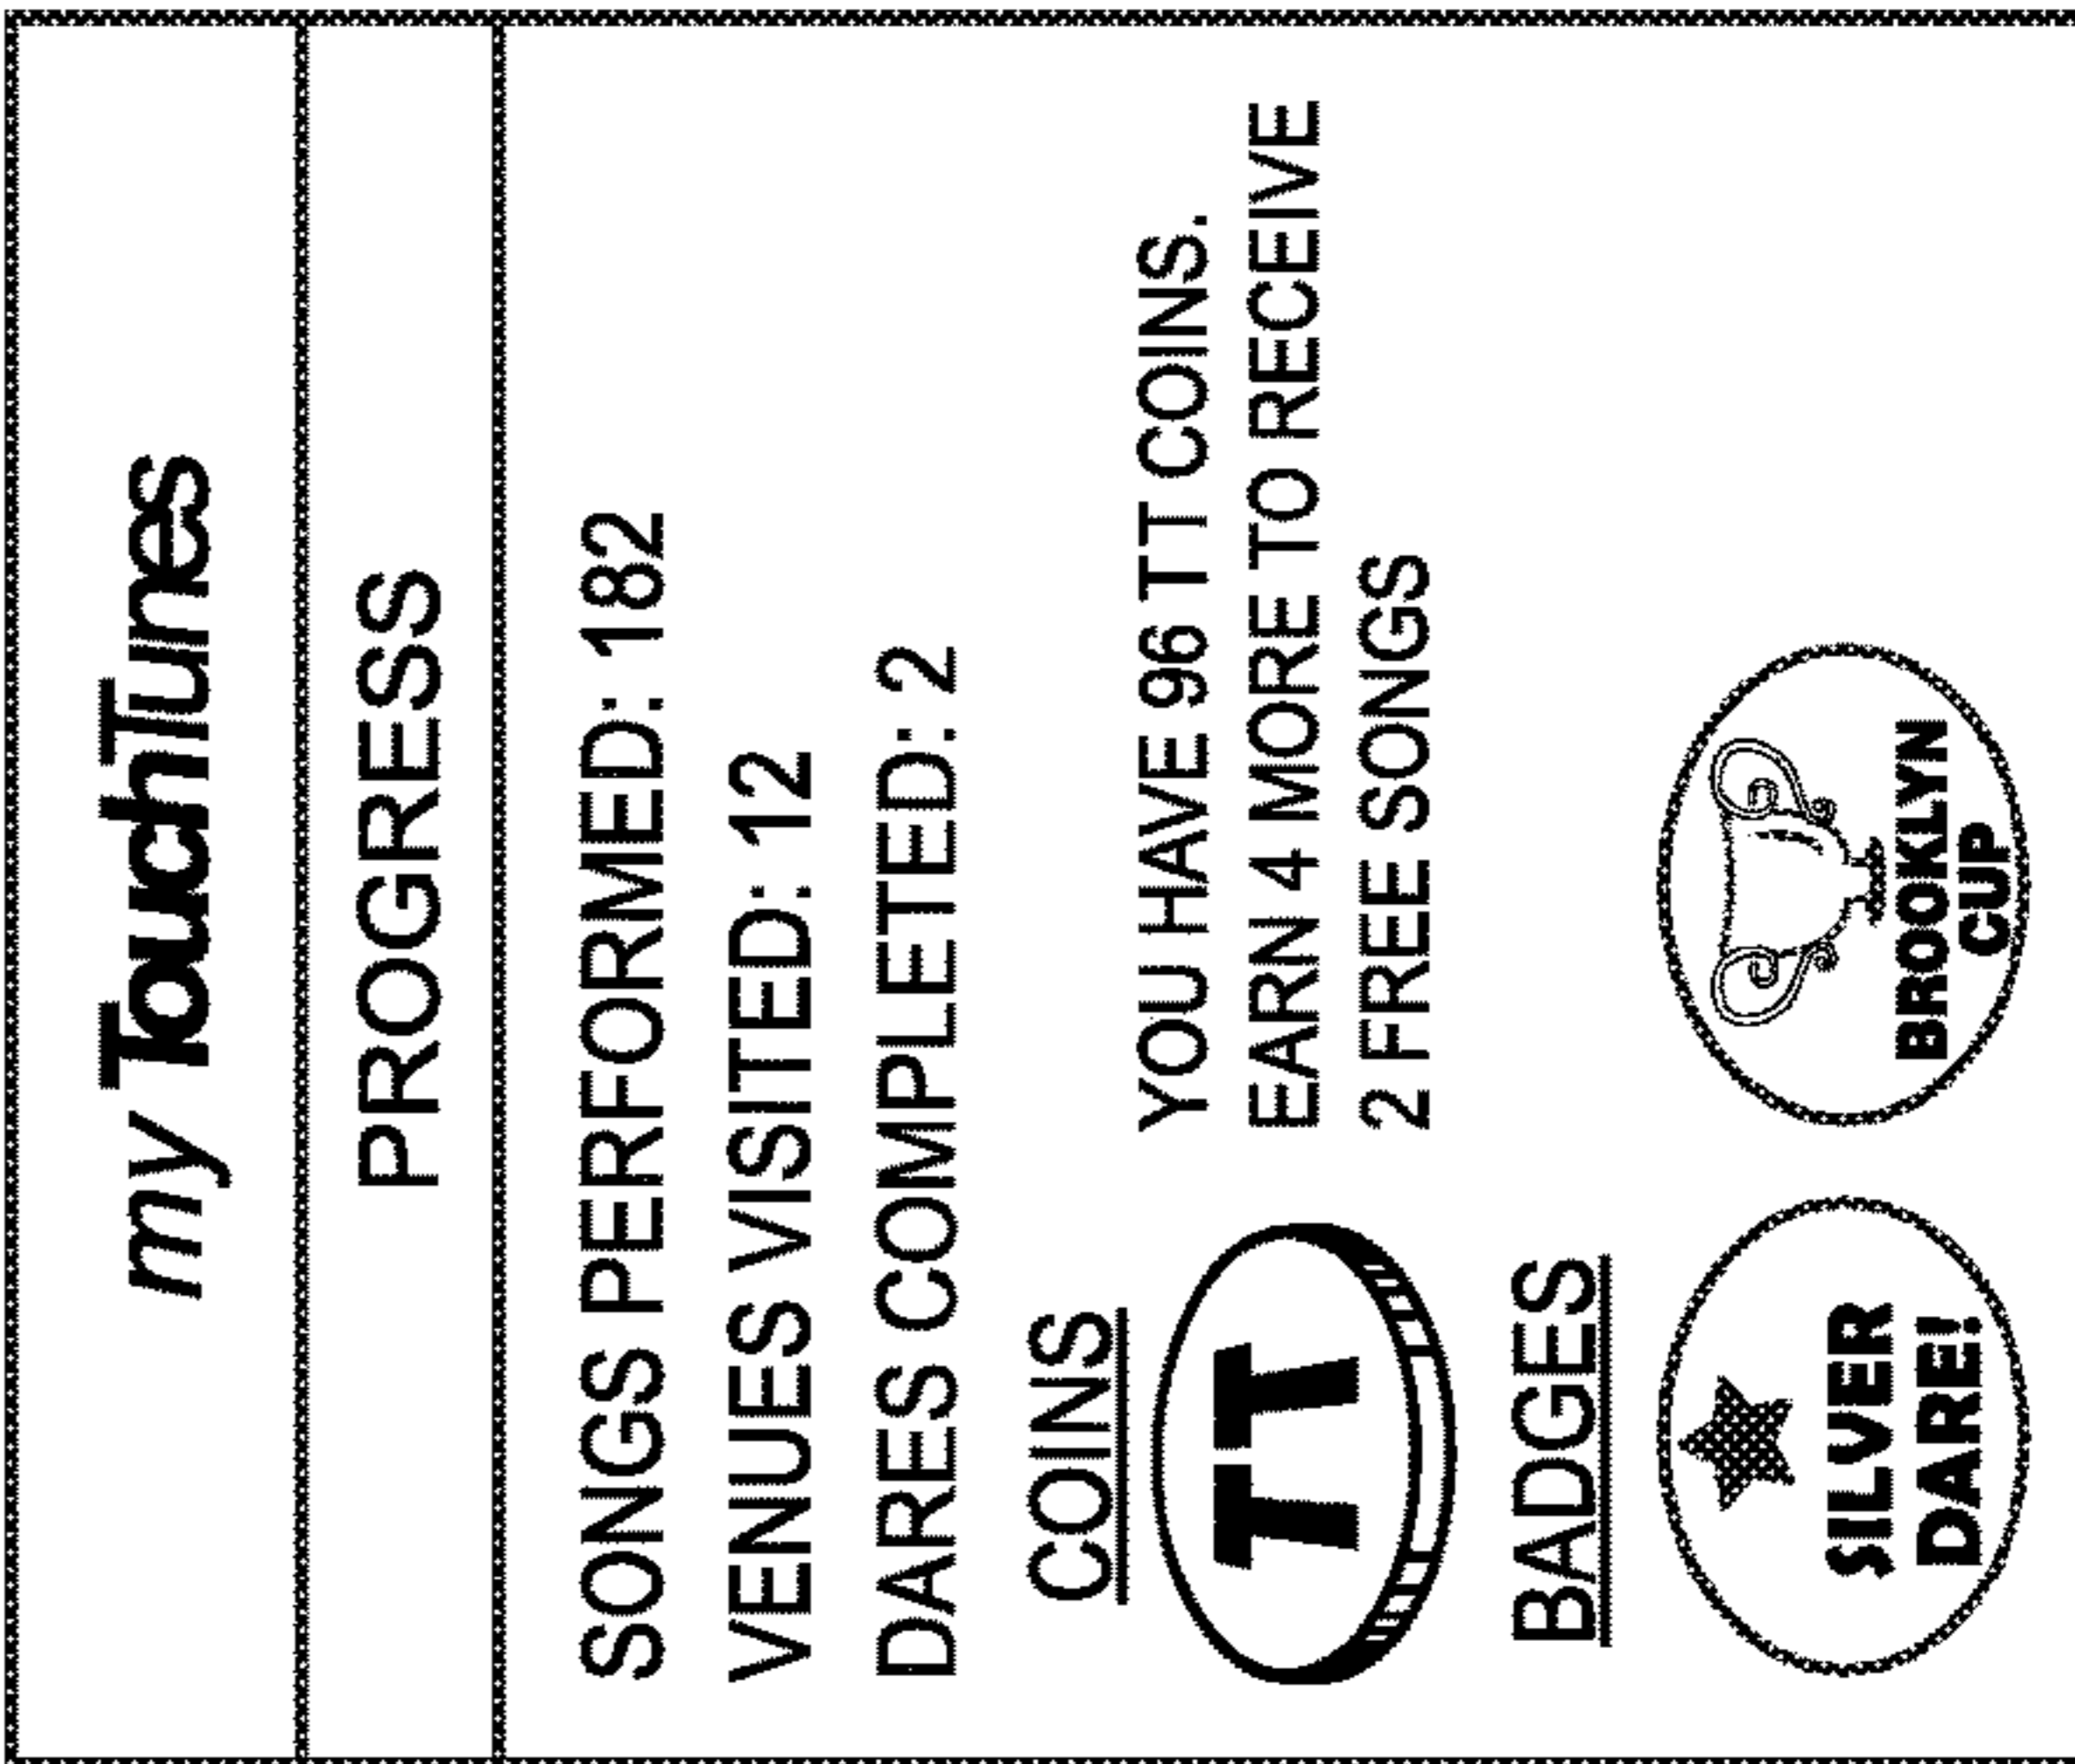 my TouchTunes
PROGRESS
SONGS PERFORMED: 182
VENUES VISITED: 12
DARES COMPLETED: 2
COINS
TT
YOU HAVE 96 TT COINS.
EARN 4 MORE TO RECEIVE
2 FREE SONGS
BADGES
SILVER
DARE!
BROOKLYN
CUP